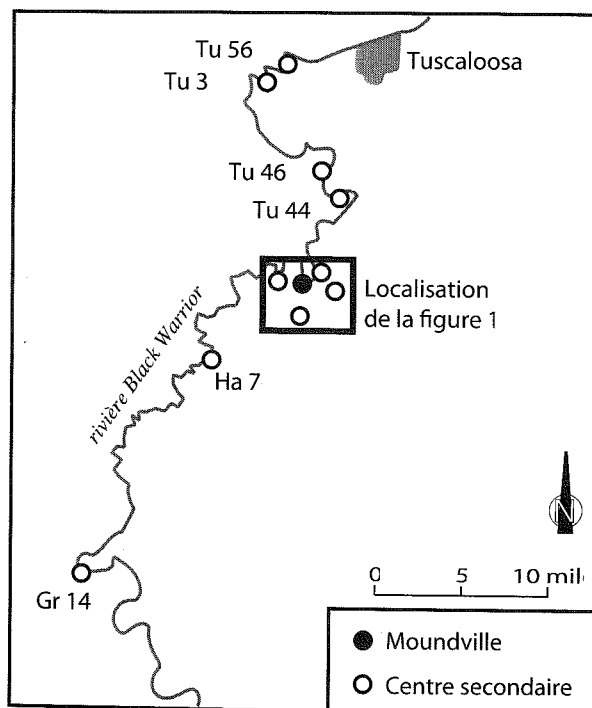 Tu 56
Tuscaloosa
Tu 3
Tu 46
Tu 44
Localisation
de la figure 1
rivière Black Warrior
Ha 7
N
0 5 10 mil
Gr 14
Moundville
Centre secondaire